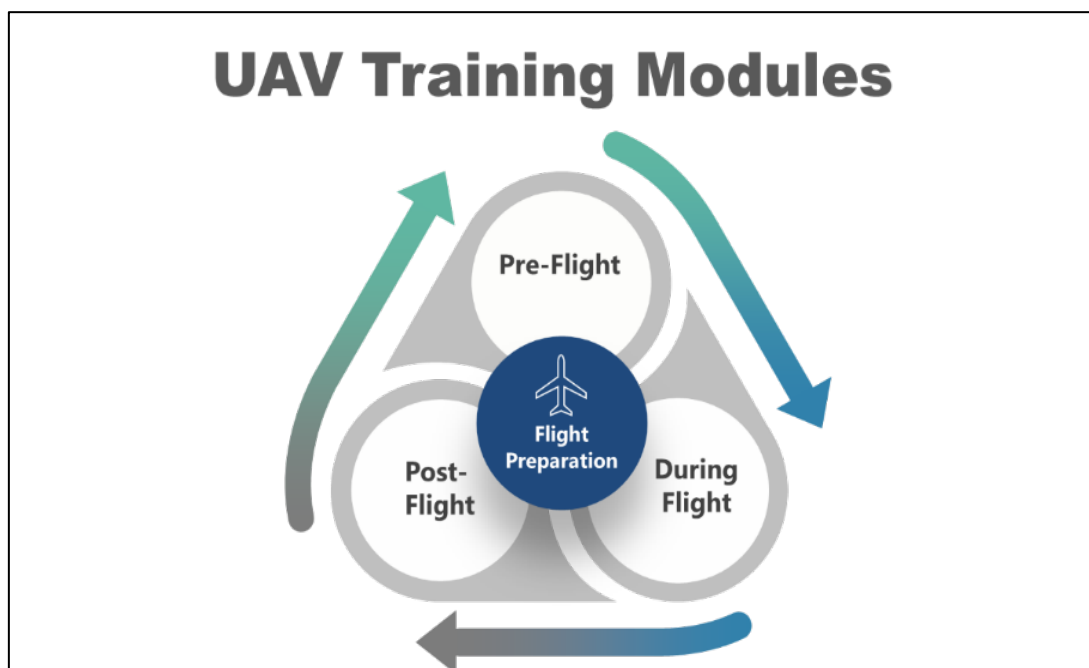 UAV Training Modules
Pre-Flight
Flight
Preparation
Post-
Flight
During
Flight